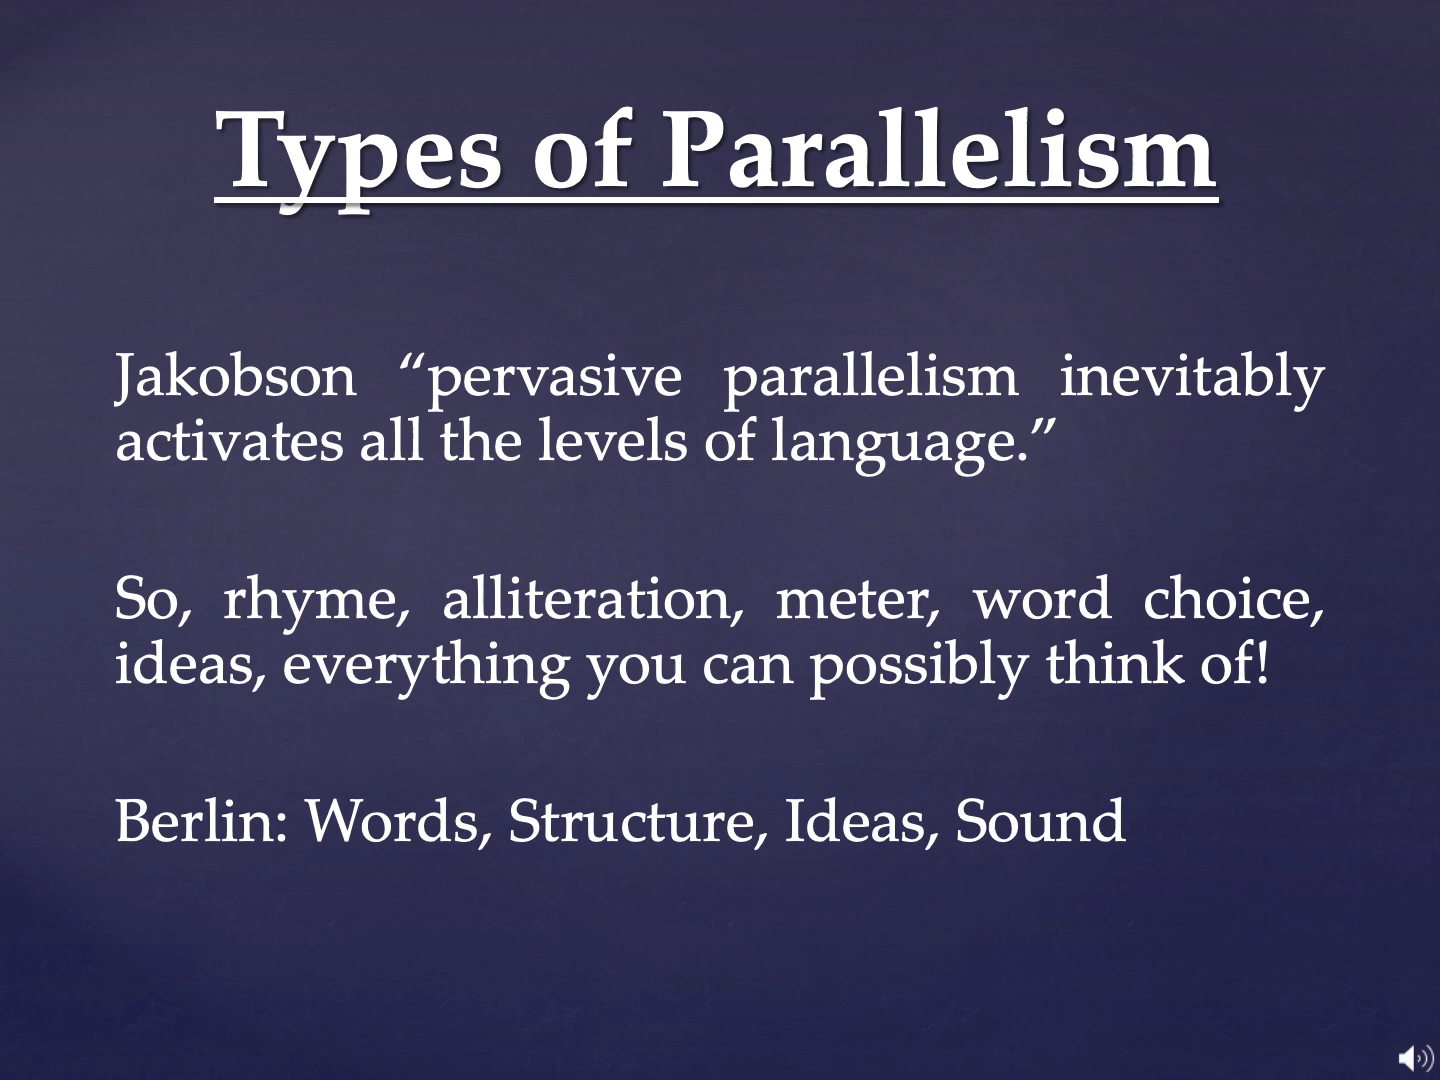 Types of Parallelism
Jakobson “pervasive parallelism inevitably
activates all the levels of language.”
So, rhyme, alliteration, meter, word choice,
ideas, everything you can possibly think of!
Berlin: Words, Structure, Ideas, Sound